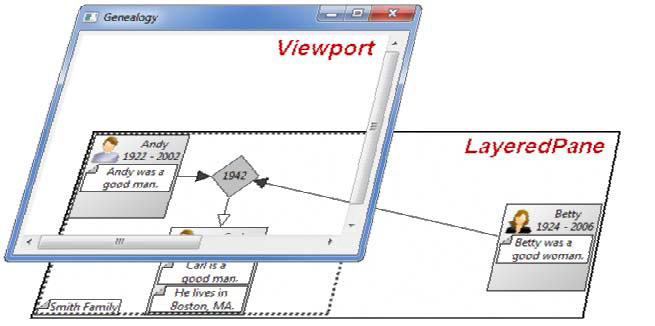 Genealogy
Viewport
LayeredPane
Andy
1922 - 2002
Andy was a
good man.
1942
Betty
1924 - 2006
Betty was a
good woman.
Carl is a
good man.
He lives in
Boston, MA.
Smith Family